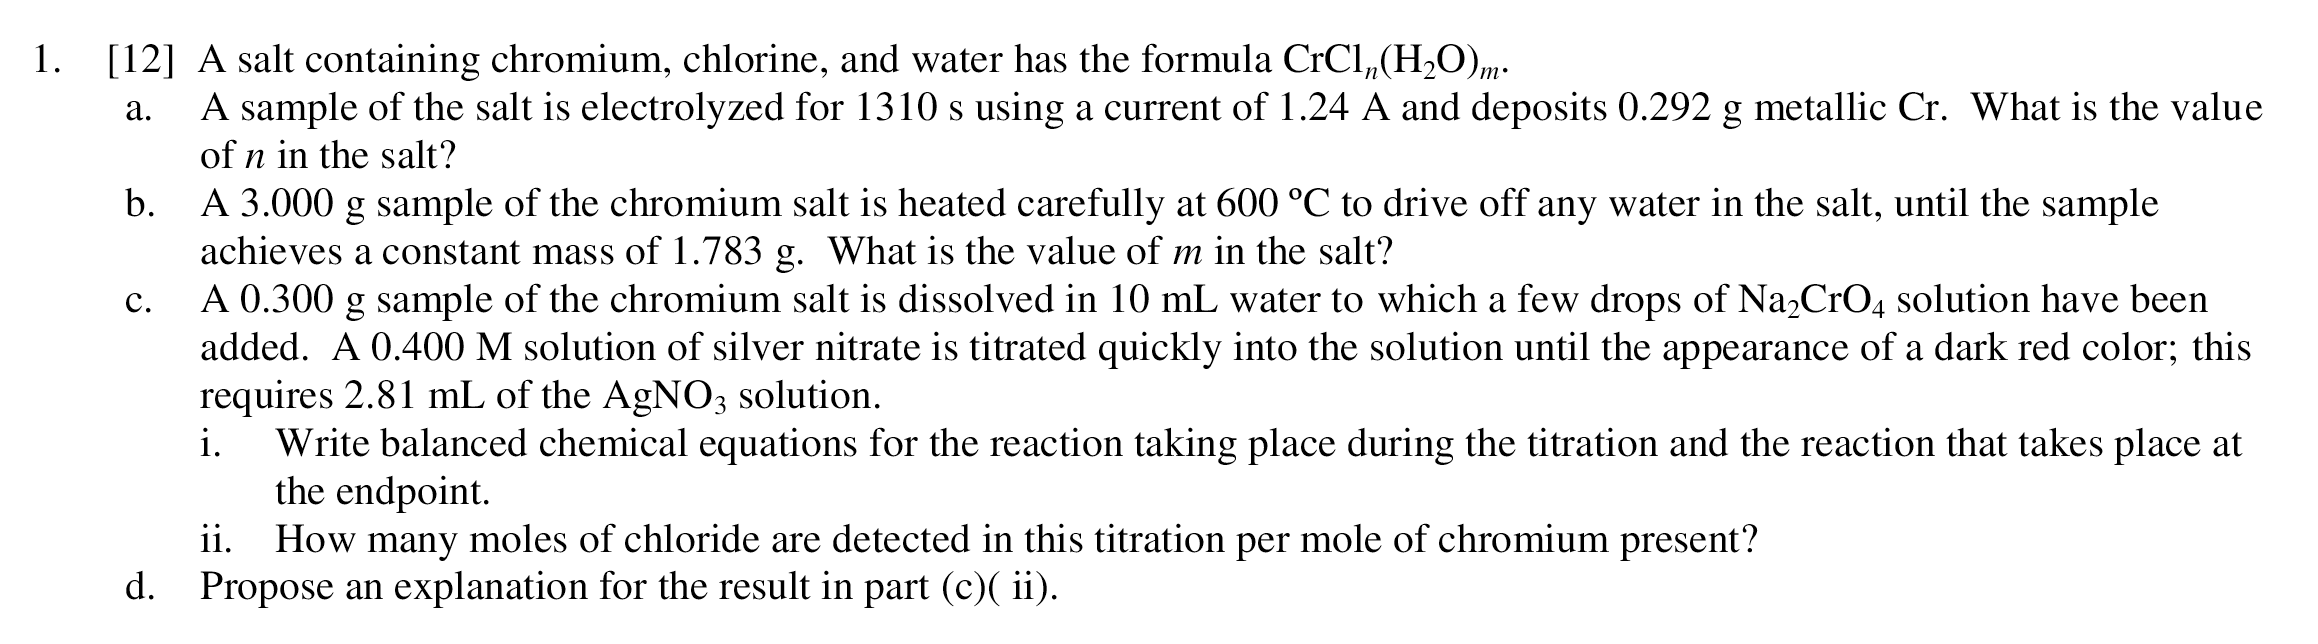 1. [12] A salt containing chromium, chlorine, and water has the formula CrClₙ(H₂O)ₘ.
a. A sample of the salt is electrolyzed for 1310 s using a current of 1.24 A and deposits 0.292 g metallic Cr. What is the value
of n in the salt?
b. A 3.000 g sample of the chromium salt is heated carefully at 600 ºC to drive off any water in the salt, until the sample
achieves a constant mass of 1.783 g. What is the value of m in the salt?
c. A 0.300 g sample of the chromium salt is dissolved in 10 mL water to which a few drops of Na₂CrO₄ solution have been
added. A 0.400 M solution of silver nitrate is titrated quickly into the solution until the appearance of a dark red color; this
requires 2.81 mL of the AgNO₃ solution.
i. Write balanced chemical equations for the reaction taking place during the titration and the reaction that takes place at
the endpoint.
ii. How many moles of chloride are detected in this titration per mole of chromium present?
d. Propose an explanation for the result in part (c)( ii).